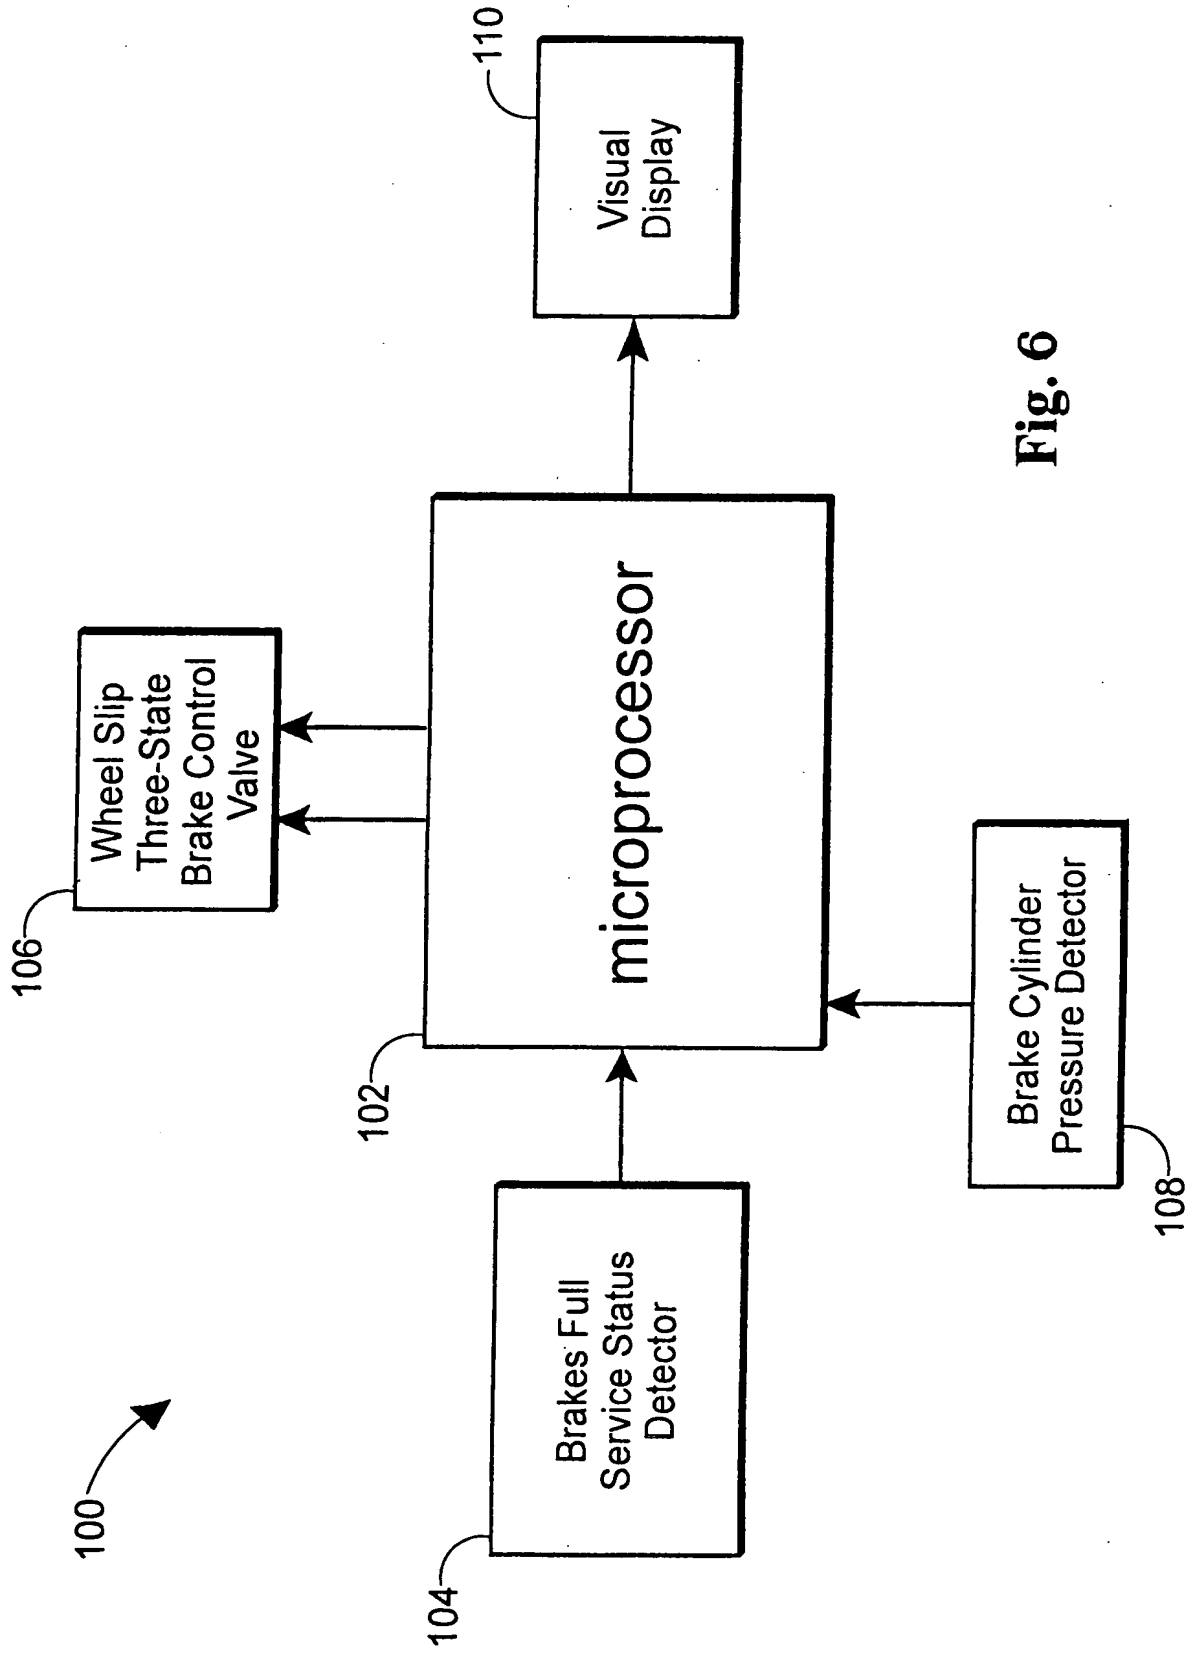 100
106
Wheel Slip
Three-State
Brake Control
Valve
102
microprocessor
104
Brakes Full
Service Status
Detector
110
Visual
Display
108
Brake Cylinder
Pressure Detector
Fig. 6